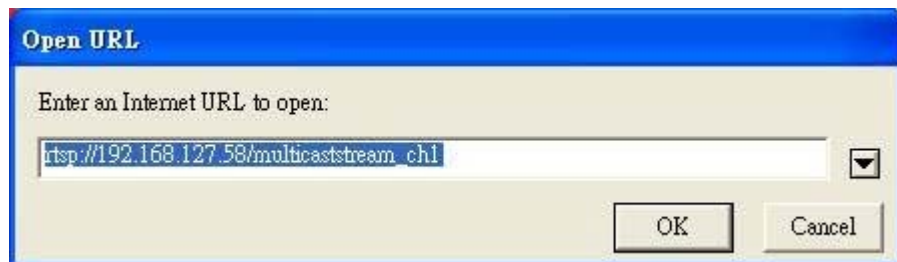 Open URL
Enter an Internet URL to open:
rtsp://192.168.127.58/multicaststream_ch1
OK
Cancel